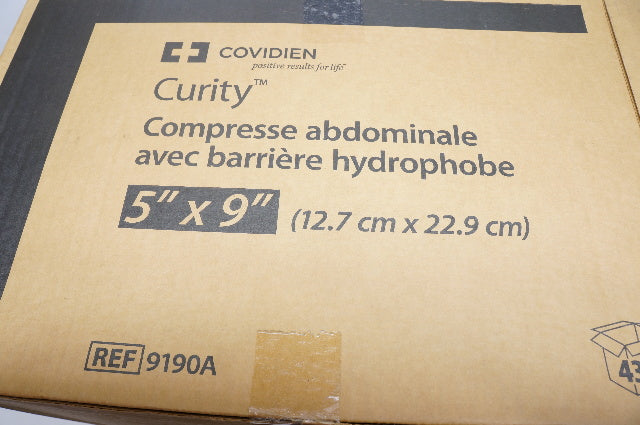 COVIDIEN
positive results for life™
Curity™
Compresse abdominale
avec barrière hydrophobe
5" x 9" (12.7 cm x 22.9 cm)
REF 9190A